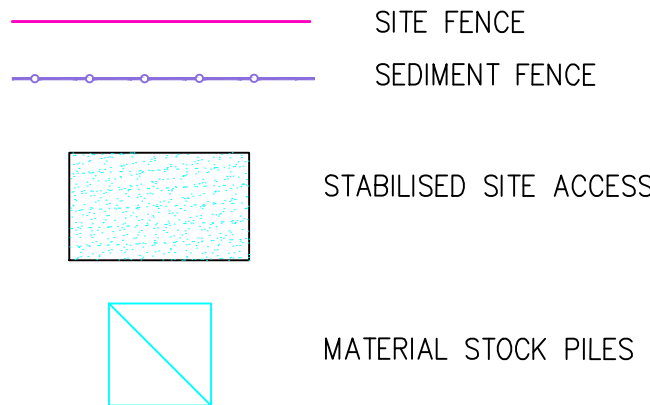 SITE FENCE
SEDIMENT FENCE
STABILISED SITE ACCESS
MATERIAL STOCK PILES